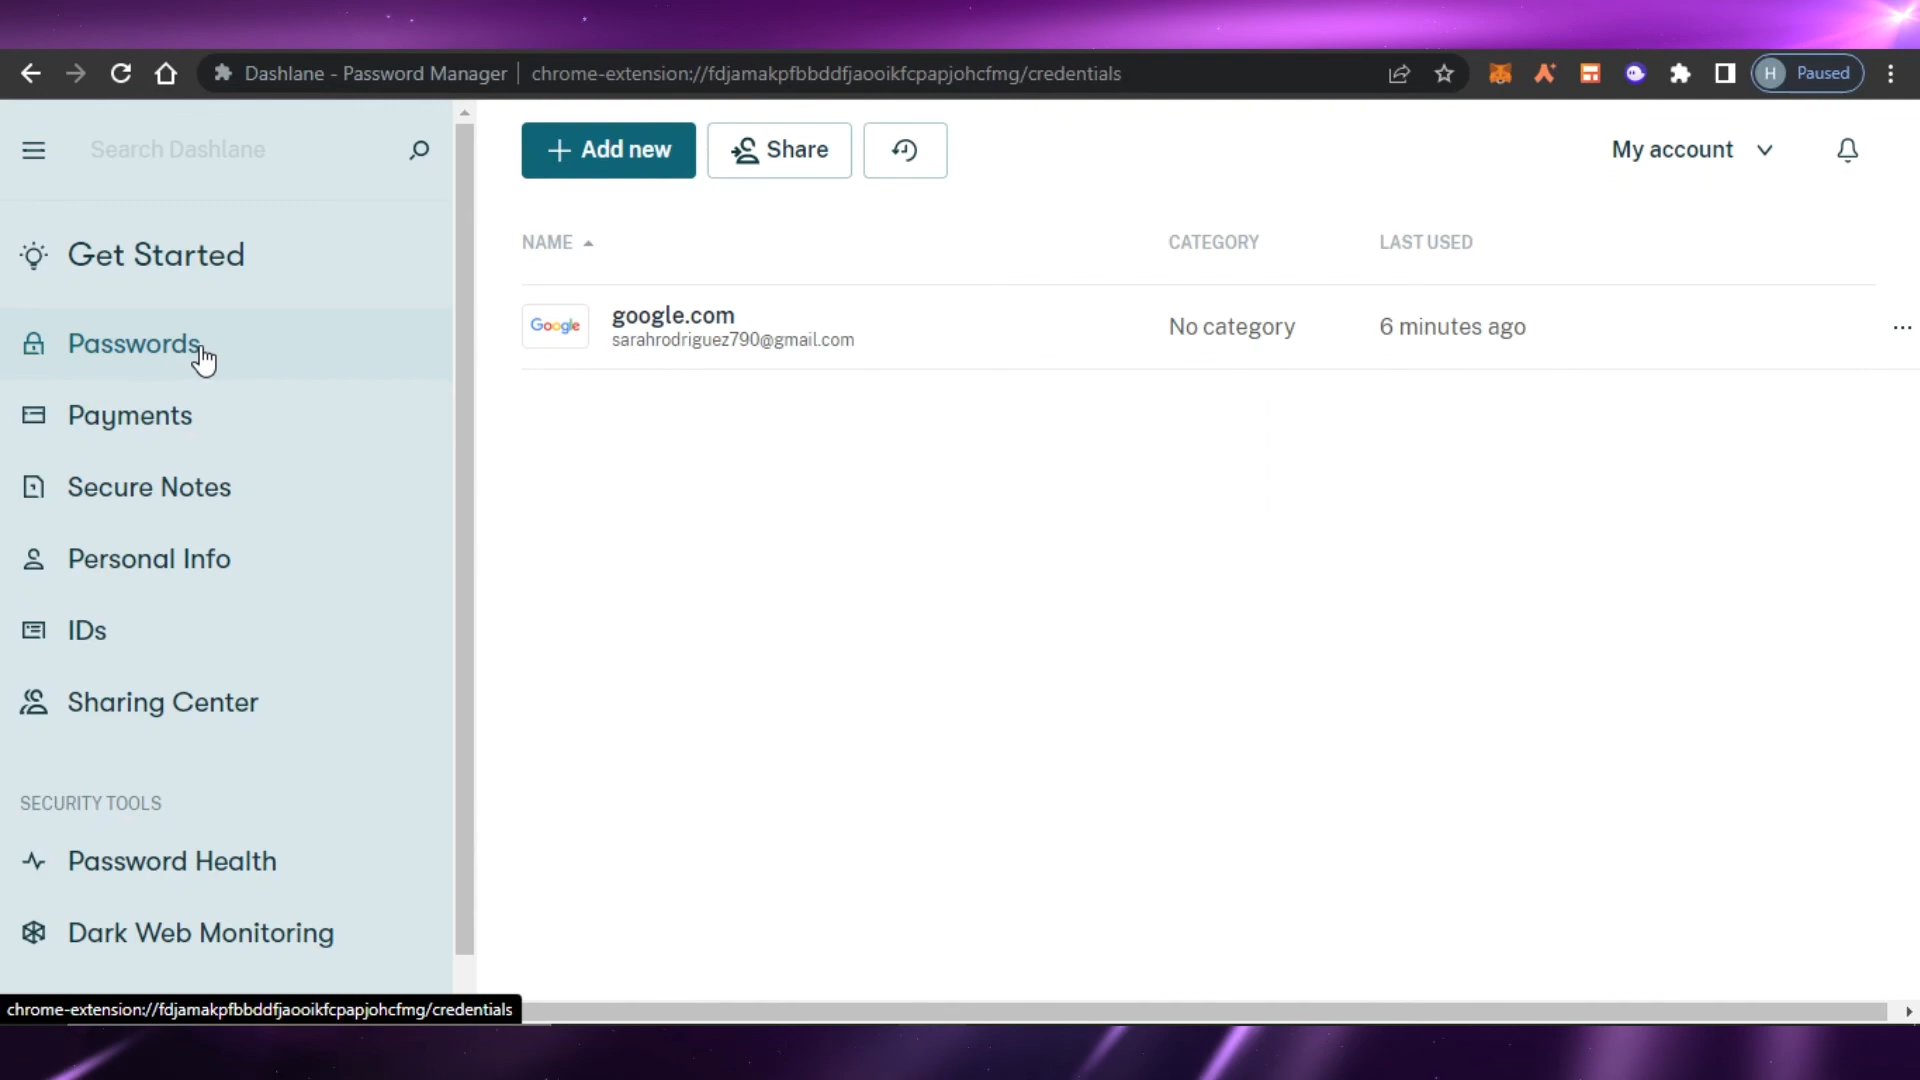 Dashlane - Password Manager | chrome-extension://fdjamakpfbbddfjaooikfcpapjohcfmg/credentials
H Paused
Search Dashlane
+ Add new
Share
My account
Get Started
NAME CATEGORY LAST USED
Passwords
Google
google.com
sarahrodriguez790@gmail.com
No category
6 minutes ago
...
Payments
Secure Notes
Personal Info
IDs
Sharing Center
SECURITY TOOLS
Password Health
Dark Web Monitoring
chrome-extension://fdjamakpfbbddfjaooikfcpapjohcfmg/credentials